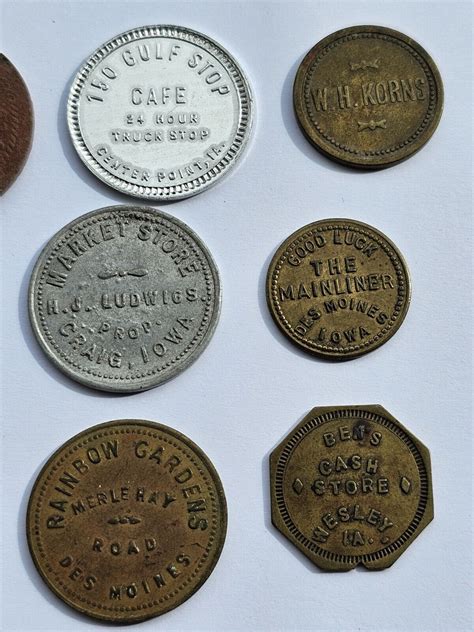 150 GULF STOP
CAFE
24 HOUR
TRUCK STOP
CENTER POINT, IA.
W. H. KORNS
MARKET STORE
H. J. LUDWIGS
PROP.
CRAIG, IOWA
GOOD LUCK
THE
MAINLINER
DES MOINES
IOWA
RAINBOW GARDENS
MERLE HAY
ROAD
DES MOINES
BEN'S
CASH
STORE
WESLEY
IA.